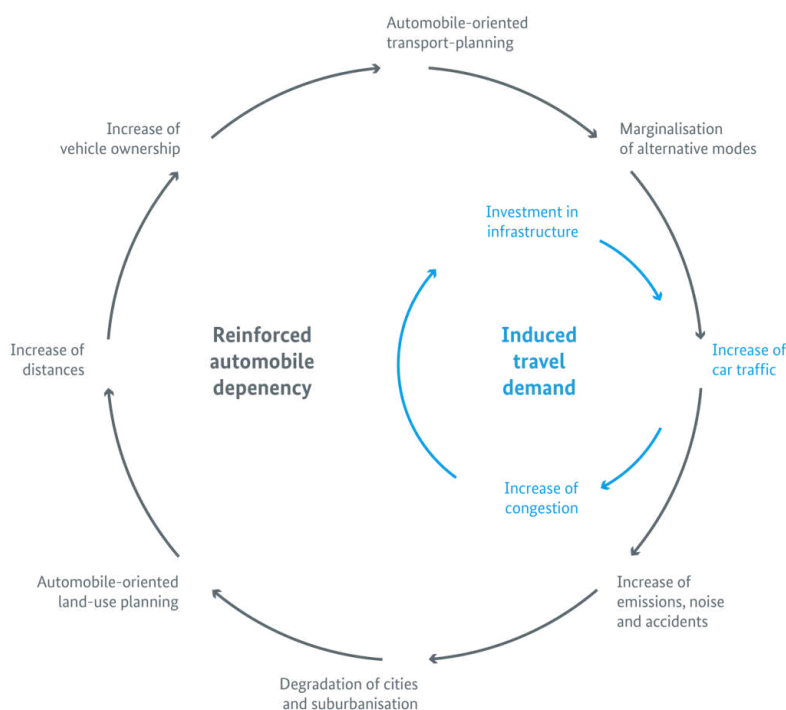 Automobile-oriented
transport-planning
Marginalisation
of alternative modes
Increase of
vehicle ownership
Investment in
infrastructure
Reinforced
automobile
depenency
Induced
travel
demand
Increase of
car traffic
Increase of
distances
Increase of
congestion
Automobile-oriented
land-use planning
Increase of
emissions, noise
and accidents
Degradation of cities
and suburbanisation